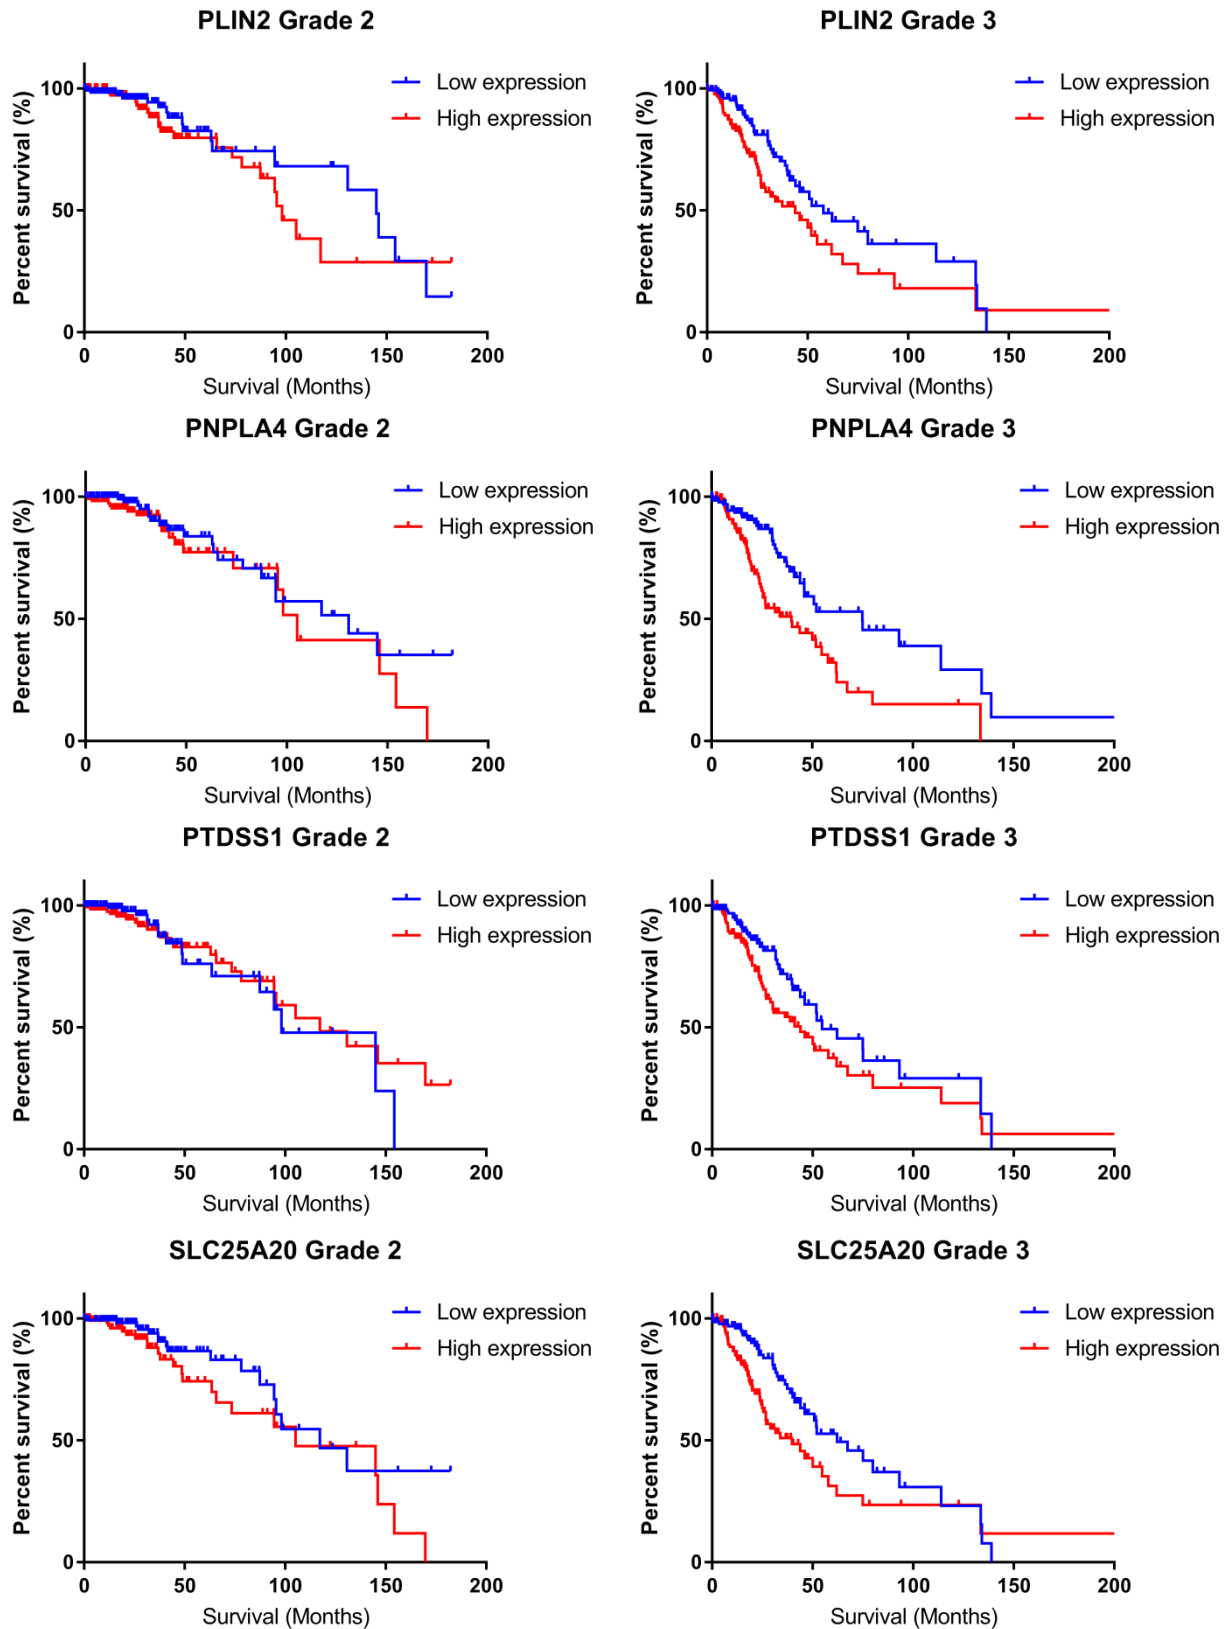 PLIN2 Grade 2
PLIN2 Grade 3
Percent survival (%)
100
50
0
0 50 100 150 200
Survival (Months)
Low expression
High expression
Percent survival (%)
100
50
0
0 50 100 150 200
Survival (Months)
Low expression
High expression
PNPLA4 Grade 2
PNPLA4 Grade 3
Percent survival (%)
100
50
0
0 50 100 150 200
Survival (Months)
Low expression
High expression
Percent survival (%)
100
50
0
0 50 100 150 200
Survival (Months)
Low expression
High expression
PTDSS1 Grade 2
PTDSS1 Grade 3
Percent survival (%)
100
50
0
0 50 100 150 200
Survival (Months)
Low expression
High expression
Percent survival (%)
100
50
0
0 50 100 150 200
Survival (Months)
Low expression
High expression
SLC25A20 Grade 2
SLC25A20 Grade 3
Percent survival (%)
100
50
0
0 50 100 150 200
Survival (Months)
Low expression
High expression
Percent survival (%)
100
50
0
0 50 100 150 200
Survival (Months)
Low expression
High expression